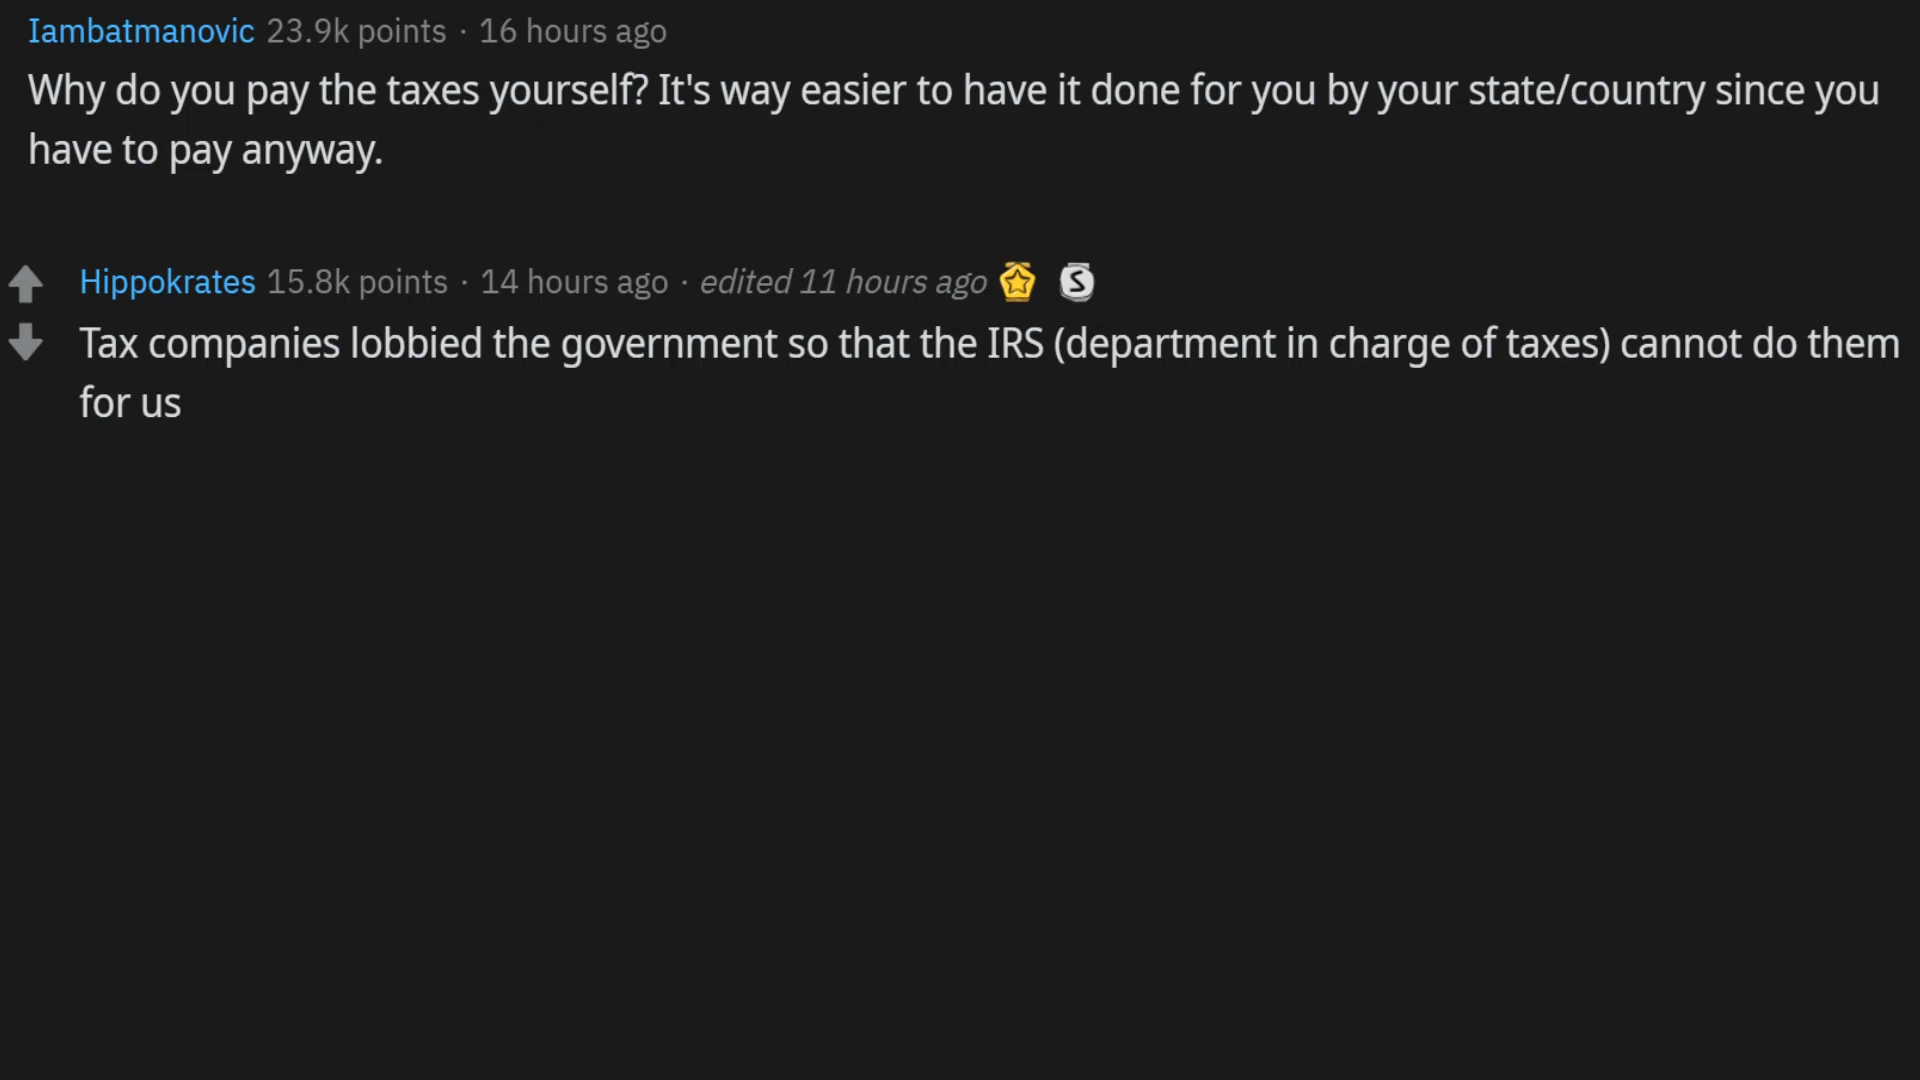 Iambatmanovic 23.9k points · 16 hours ago
Why do you pay the taxes yourself? It's way easier to have it done for you by your state/country since you
have to pay anyway.
Hippokrates 15.8k points · 14 hours ago · edited 11 hours ago S
Tax companies lobbied the government so that the IRS (department in charge of taxes) cannot do them
for us